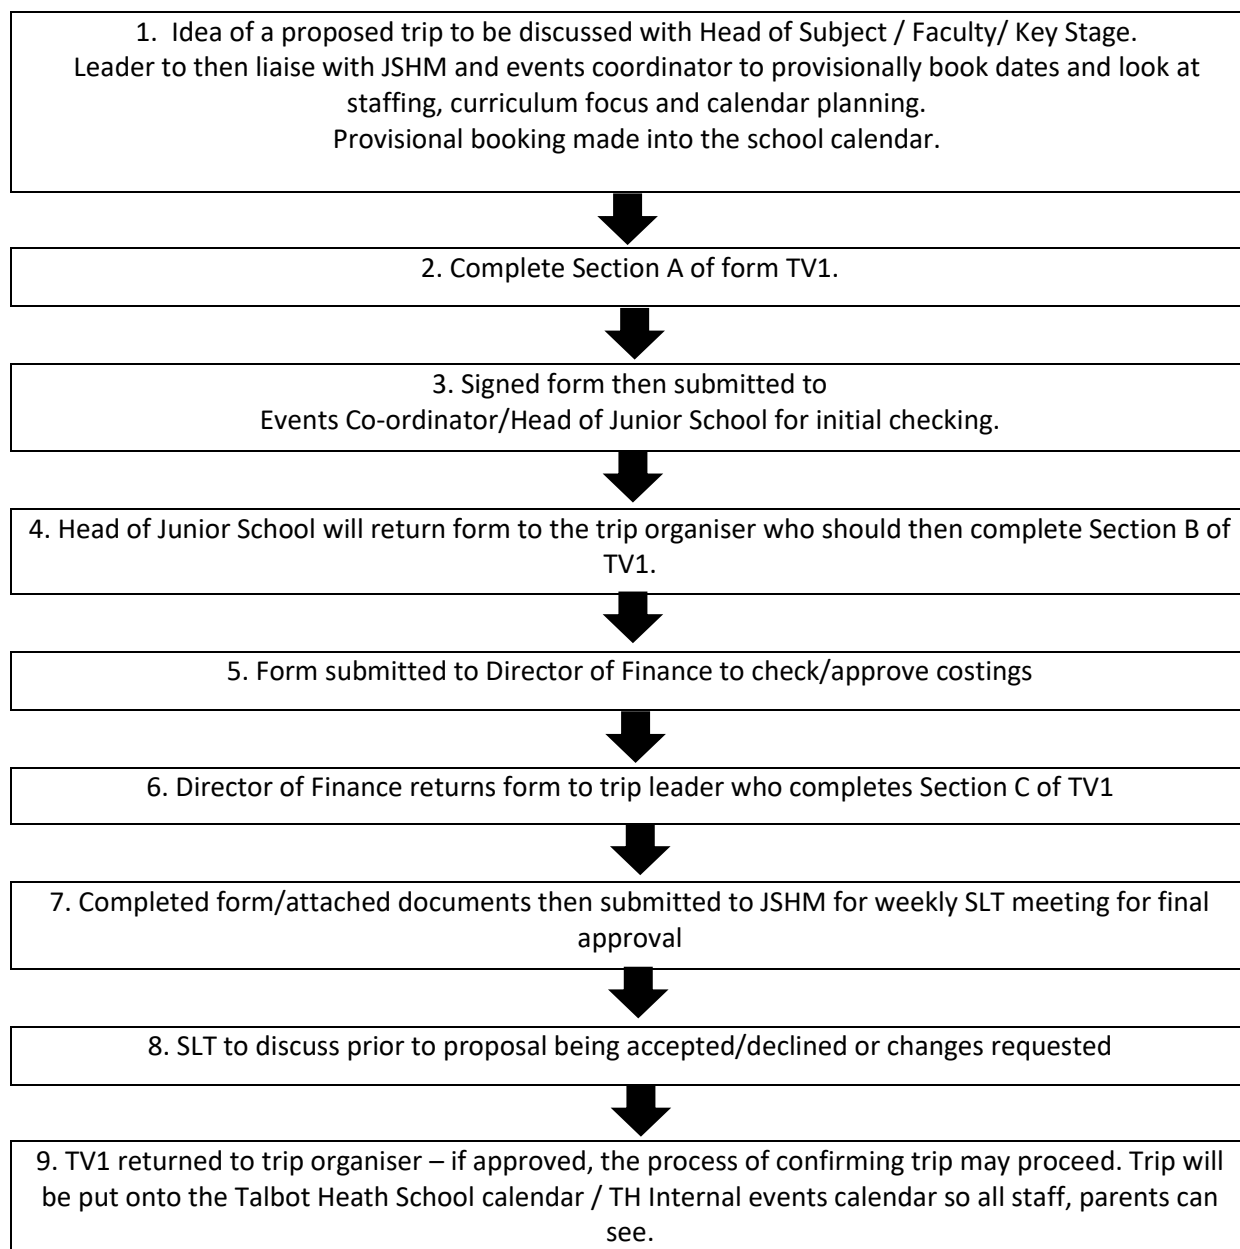 1. Idea of a proposed trip to be discussed with Head of Subject / Faculty/ Key Stage.
Leader to then liaise with JSHM and events coordinator to provisionally book dates and look at
staffing, curriculum focus and calendar planning.
Provisional booking made into the school calendar.
2. Complete Section A of form TV1.
3. Signed form then submitted to
Events Co-ordinator/Head of Junior School for initial checking.
4. Head of Junior School will return form to the trip organiser who should then complete Section B of
TV1.
5. Form submitted to Director of Finance to check/approve costings
6. Director of Finance returns form to trip leader who completes Section C of TV1
7. Completed form/attached documents then submitted to JSHM for weekly SLT meeting for final
approval
8. SLT to discuss prior to proposal being accepted/declined or changes requested
9. TV1 returned to trip organiser – if approved, the process of confirming trip may proceed. Trip will
be put onto the Talbot Heath School calendar / TH Internal events calendar so all staff, parents can
see.